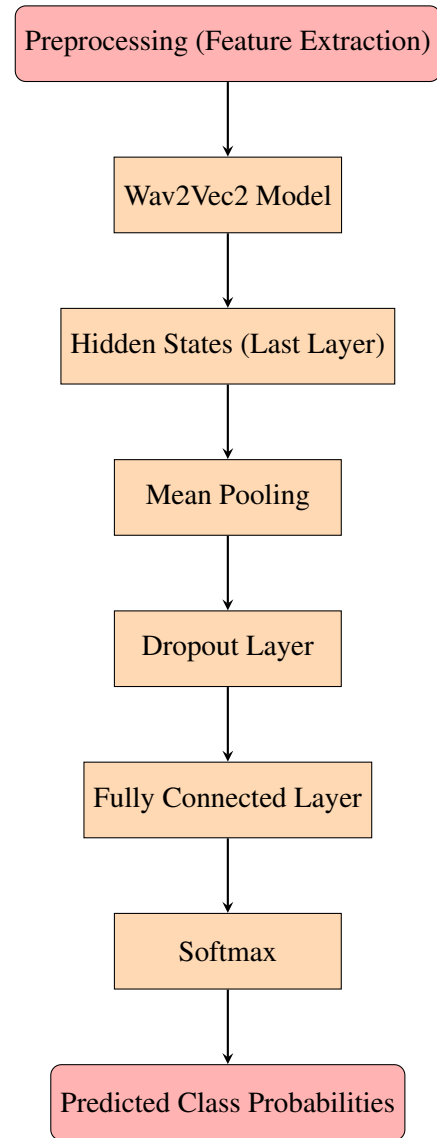 Preprocessing (Feature Extraction)
Wav2Vec2 Model
Hidden States (Last Layer)
Mean Pooling
Dropout Layer
Fully Connected Layer
Softmax
Predicted Class Probabilities